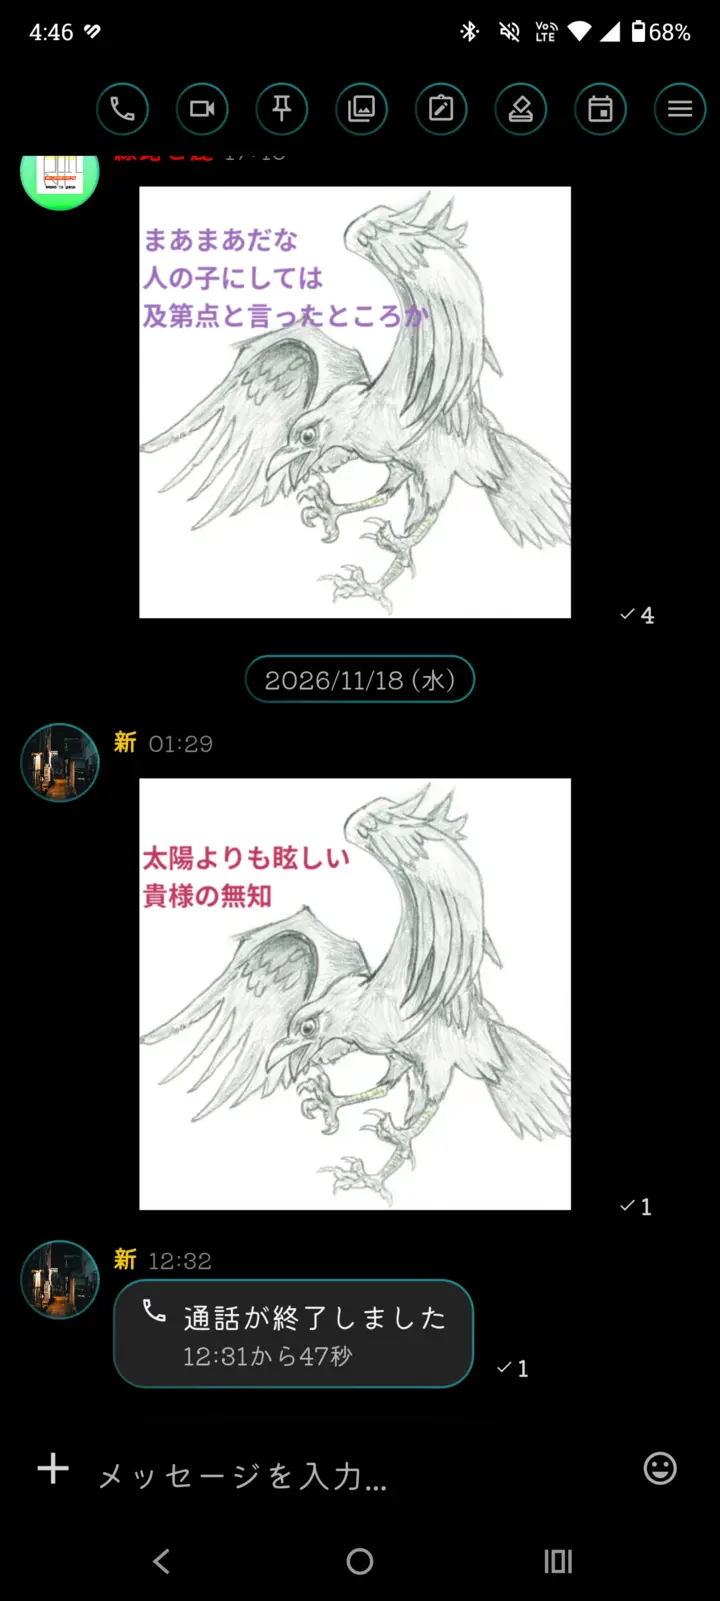 4:46
Vo))
LTE
68%
17:18
まあまあだな
人の子にしては
及第点と言ったところか
4
2026/11/18 (水)
新 01:29
太陽よりも眩しい
貴様の無知
1
新 12:32
通話が終了しました
12:31から47秒
1
メッセージを入力...